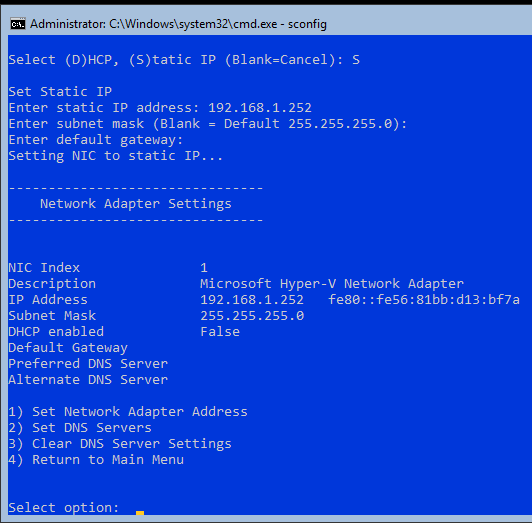 Administrator: C:\Windows\system32\cmd.exe - sconfig
Select (D)HCP, (S)tatic IP (Blank=Cancel): S
Set Static IP
Enter static IP address: 192.168.1.252
Enter subnet mask (Blank = Default 255.255.255.0):
Enter default gateway:
Setting NIC to static IP...
--------------------------------
Network Adapter Settings
--------------------------------
NIC Index 1
Description Microsoft Hyper-V Network Adapter
IP Address 192.168.1.252 fe80::fe56:81bb:d13:bf7a
Subnet Mask 255.255.255.0
DHCP enabled False
Default Gateway
Preferred DNS Server
Alternate DNS Server
1) Set Network Adapter Address
2) Set DNS Servers
3) Clear DNS Server Settings
4) Return to Main Menu
Select option: